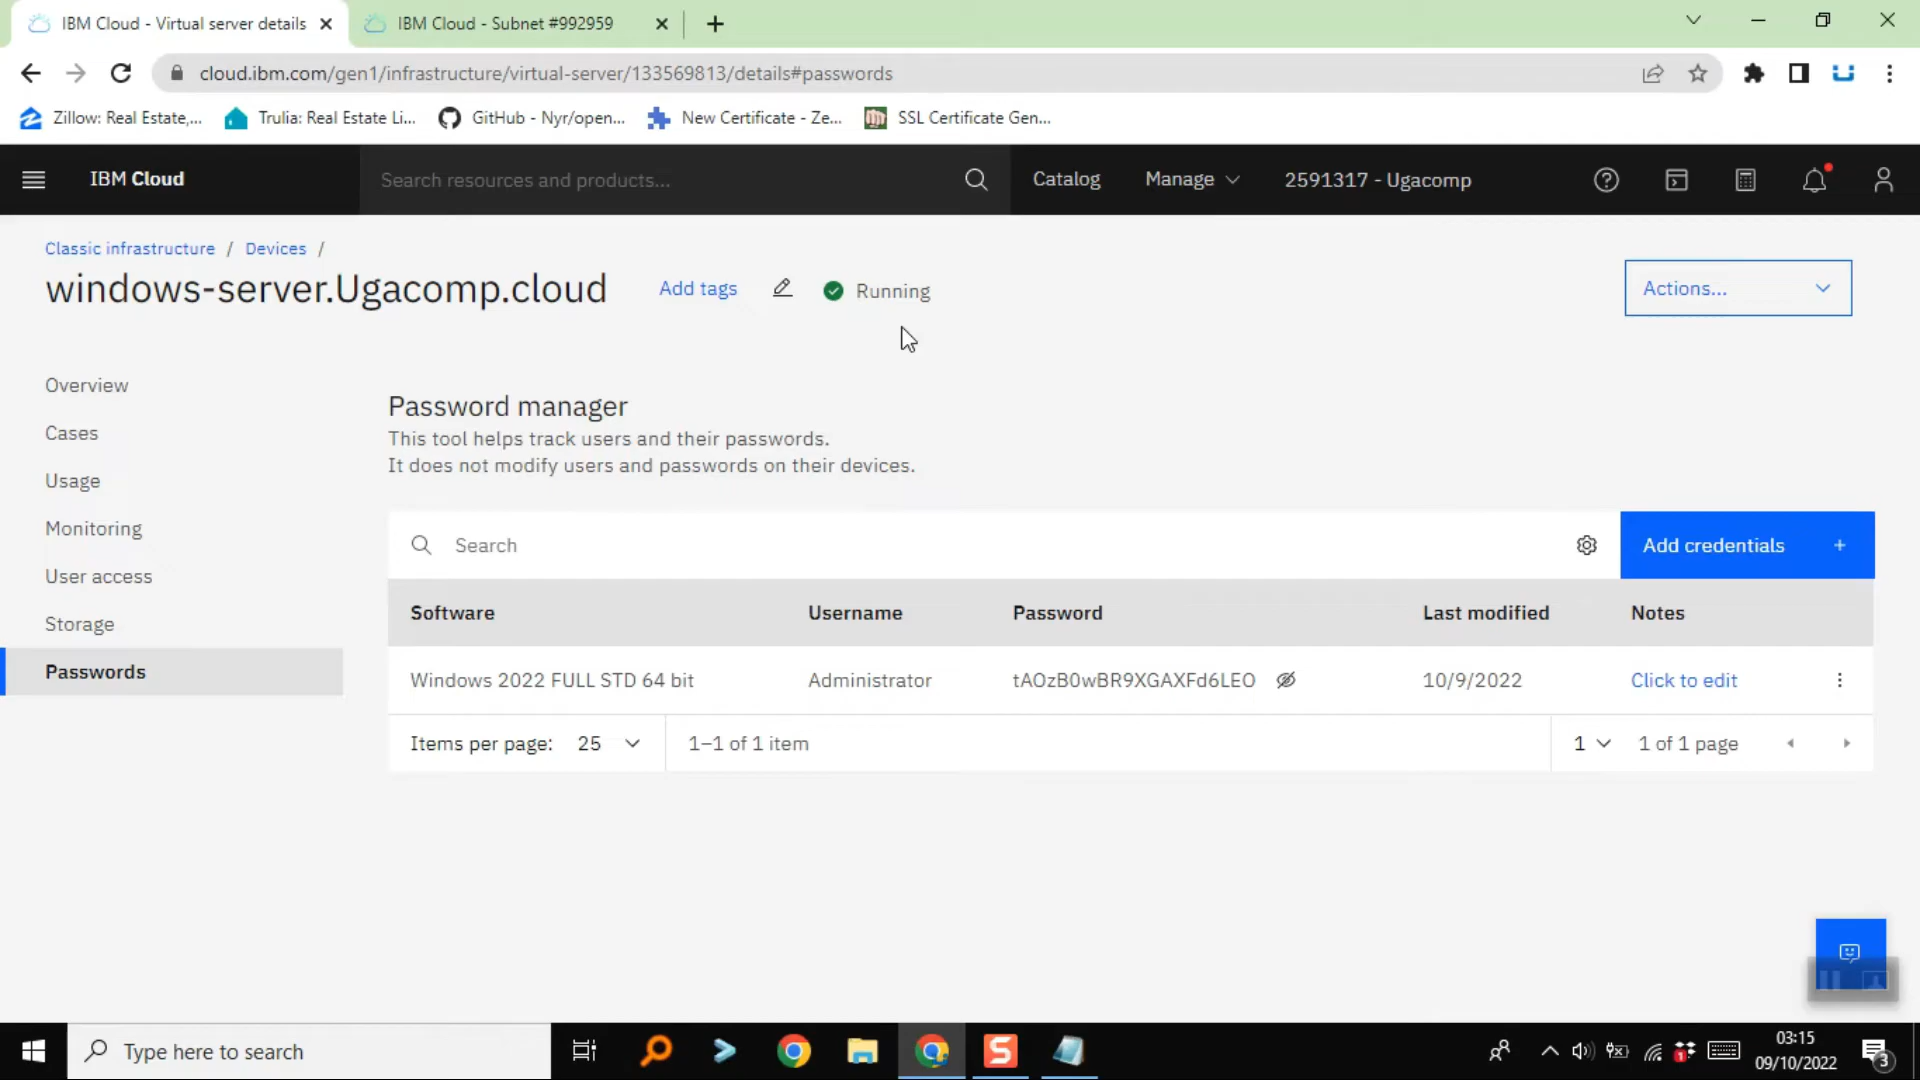 IBM Cloud - Virtual server details
IBM Cloud - Subnet #992959
cloud.ibm.com/gen1/infrastructure/virtual-server/133569813/details#passwords
Zillow: Real Estate,...
Trulia: Real Estate Li...
GitHub - Nyr/open...
New Certificate - Ze...
SSL Certificate Gen...
IBM Cloud
Search resources and products...
Catalog
Manage
2591317 - Ugacomp
Classic infrastructure / Devices /
windows-server.Ugacomp.cloud
Add tags
Running
Actions...
Overview
Cases
Usage
Monitoring
User access
Storage
Passwords
Password manager
This tool helps track users and their passwords.
It does not modify users and passwords on their devices.
Search
Add credentials +
Software Username Password Last modified Notes
Windows 2022 FULL STD 64 bit Administrator tAOzB0wBR9XGAXFd6LEO 10/9/2022 Click to edit
Items per page: 25 1–1 of 1 item 1 1 of 1 page
Type here to search
1
03:15
09/10/2022
3